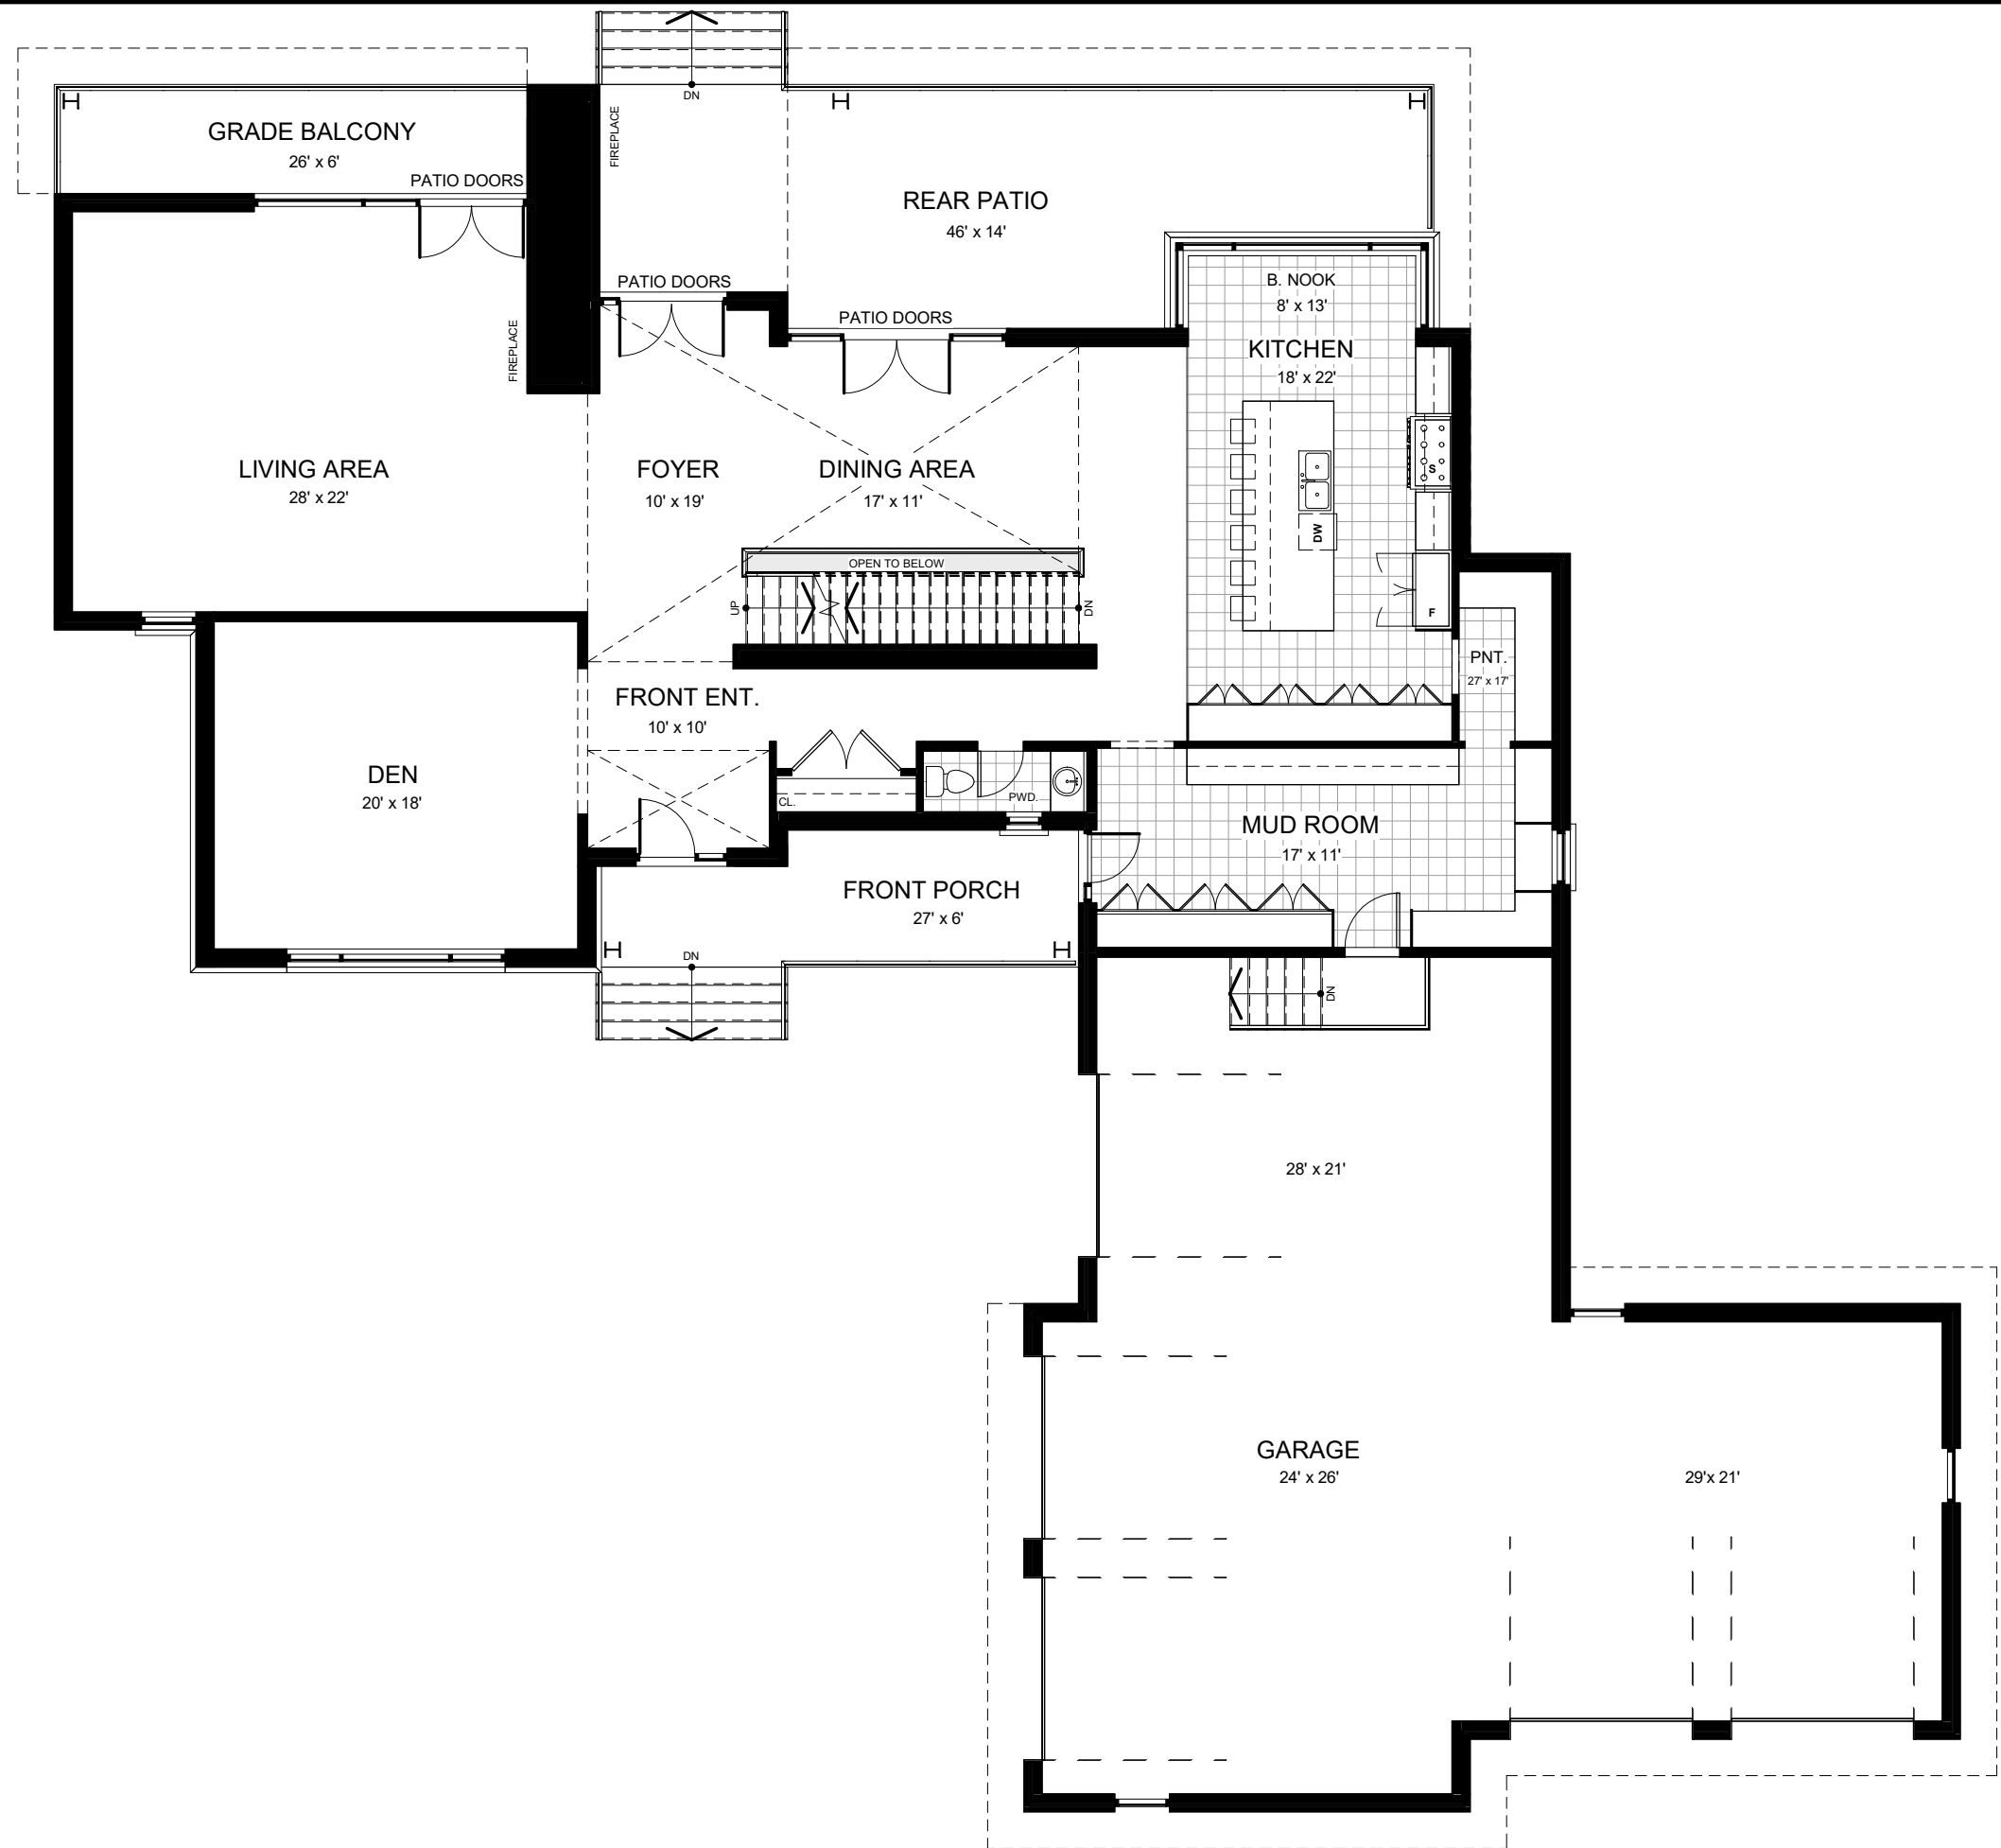 DN
FIREPLACE
GRADE BALCONY
26' x 6'
PATIO DOORS
REAR PATIO
46' x 14'
PATIO DOORS
PATIO DOORS
B. NOOK
8' x 13'
KITCHEN
18' x 22'
FIREPLACE
LIVING AREA
28' x 22'
FOYER
10' x 19'
DINING AREA
17' x 11'
S
DW
OPEN TO BELOW
UP
DN
F
PNT.
27' x 17'
FRONT ENT.
10' x 10'
DEN
20' x 18'
CL.
PWD.
MUD ROOM
17' x 11'
FRONT PORCH
27' x 6'
DN
DN
28' x 21'
GARAGE
24' x 26'
29'x 21'